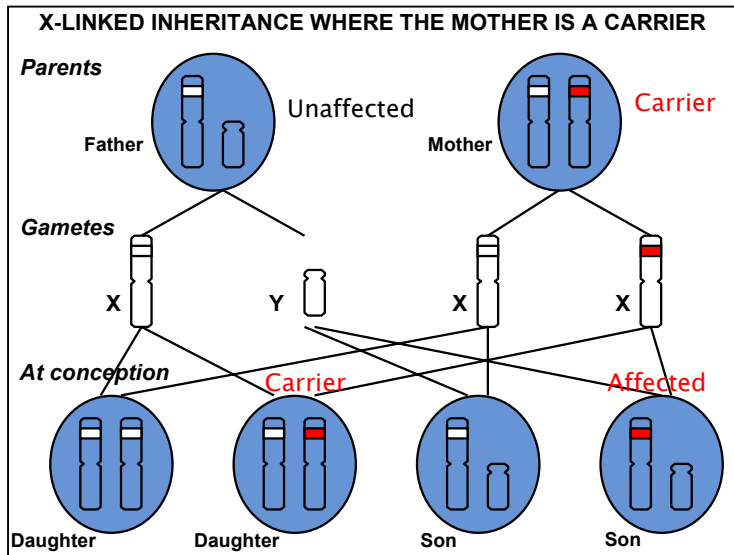 X-LINKED INHERITANCE WHERE THE MOTHER IS A CARRIER
Parents
Unaffected
Carrier
Father
Mother
Gametes
X
Y
X
X
At conception
Carrier
Affected
Daughter
Daughter
Son
Son